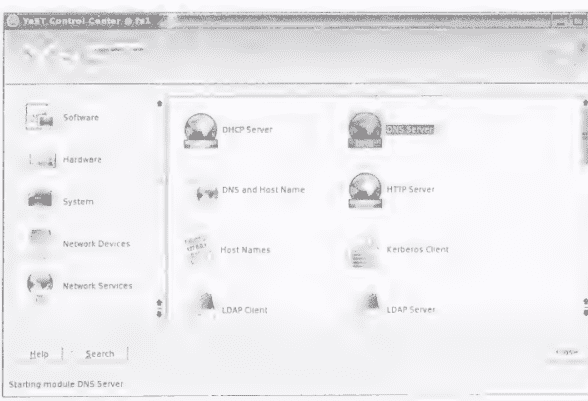 YaST Control Center @ fs1
Software
Hardware
System
Network Devices
Network Services
DHCP Server
DNS Server
DNS and Host Name
HTTP Server
Host Names
Kerberos Client
LDAP Client
LDAP Server
Help
Search
Starting module DNS Server